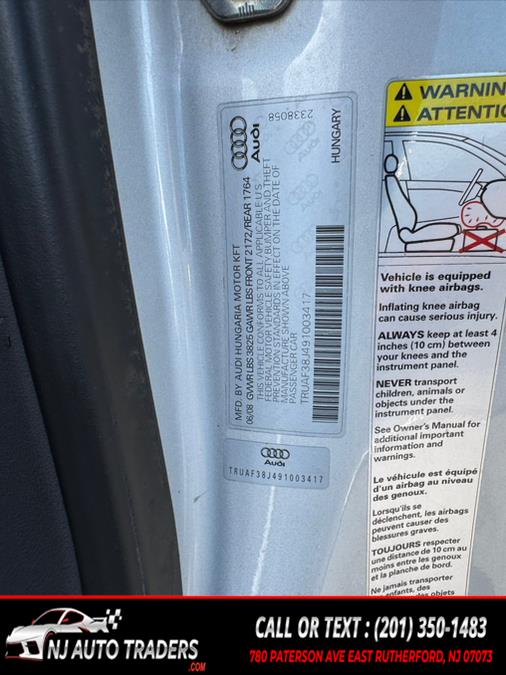 MFD. BY AUDI HUNGARIA MOTOR KFT
06/08 GVWR LBS 3825 GAWR LBS FRONT 2172/REAR 1764
THIS VEHICLE CONFORMS TO ALL APPLICABLE U.S
FEDERAL MOTOR VEHICLE SAFETY BUMPER AND THEFT
PREVENTION STANDARDS IN EFFECT ON THE DATE OF
MANUFACTURE SHOWN ABOVE
PASSENGER CAR
TRUAF38J491003417
Audi
2338058
HUNGARY
Audi
TRUAF38J491003417
WARNIN
ATTENTIO
Vehicle is equipped
with knee airbags.
Inflating knee airbag
can cause serious injury.
ALWAYS keep at least 4
inches (10 cm) between
your knees and the
instrument panel.
NEVER transport
children, animals or
objects under the
instrument panel.
See Owner's Manual for
additional important
information and
warnings.
Le véhicule est équipé
d'un airbag au niveau
des genoux.
Lorsqu'ils se
déclenchent, les airbags
peuvent causer des
blessures graves.
TOUJOURS respecter
une distance de 10 cm au
moins entre les genoux
et la planche de bord.
Ne jamais transporter
d'enfants, des
des objets
NJ AUTO TRADERS
.COM
CALL OR TEXT : (201) 350-1483
780 PATERSON AVE EAST RUTHERFORD, NJ 07073